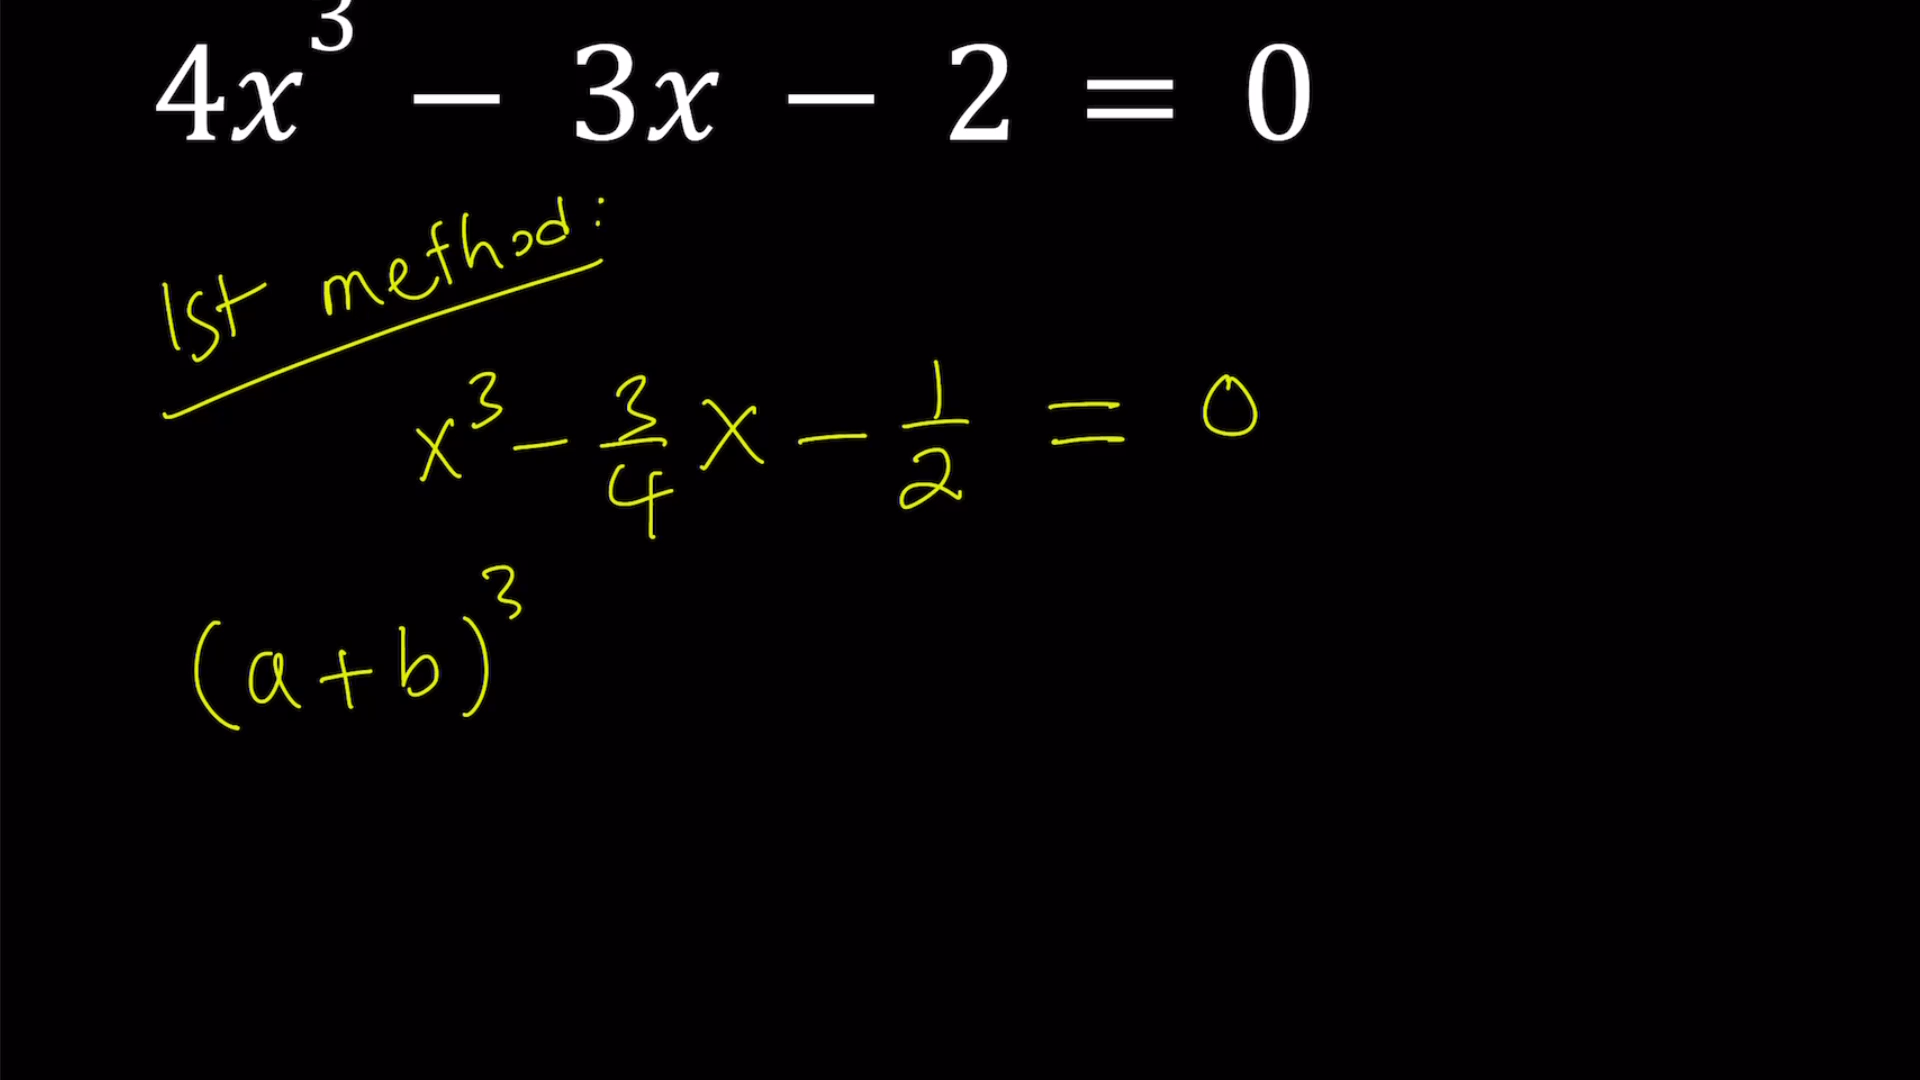 4x³ − 3x − 2 = 0
1st method:
x³ − 3/4 x − 1/2 = 0
(a+b)³